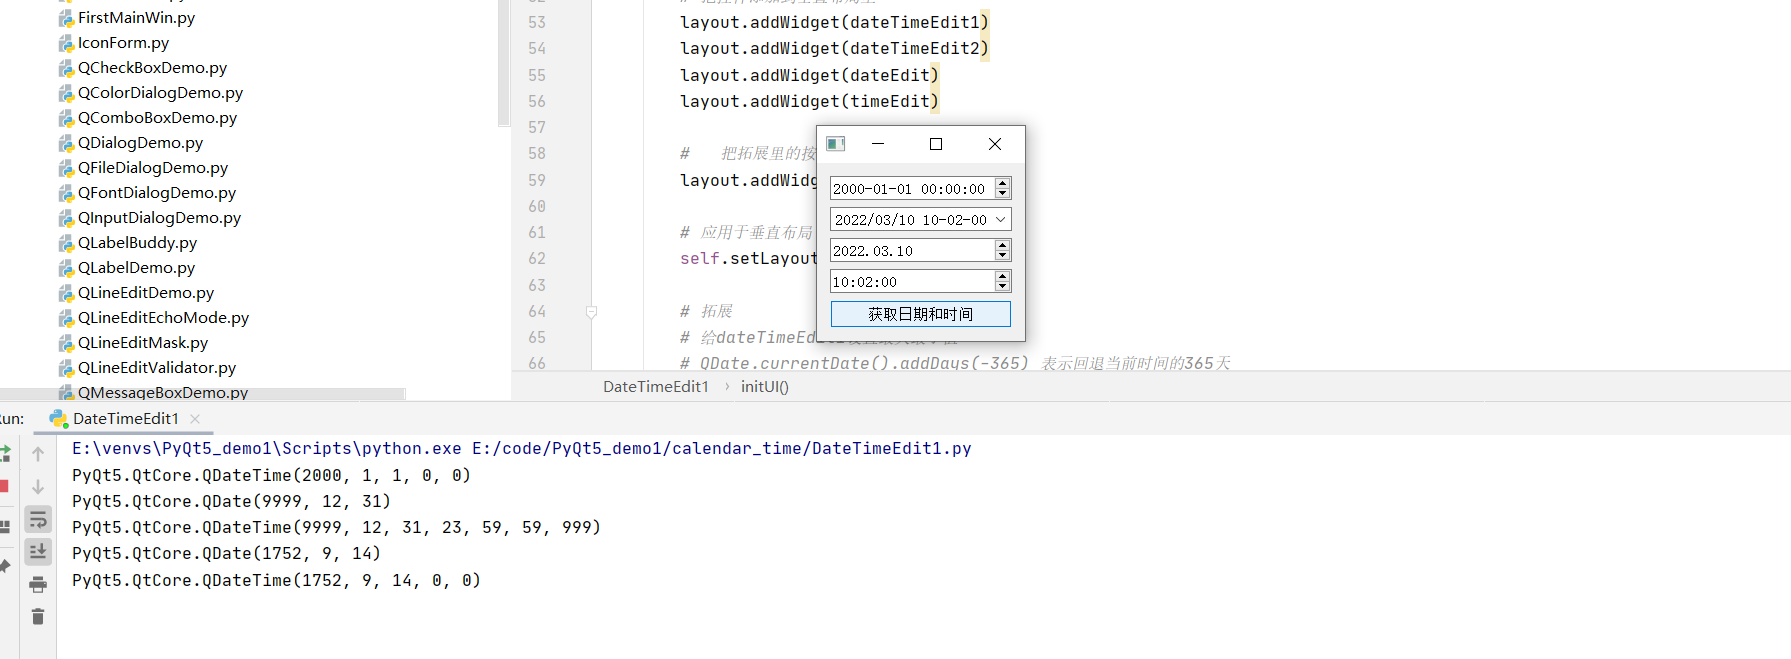 FirstMainWin.py
IconForm.py
QCheckBoxDemo.py
QColorDialogDemo.py
QComboBoxDemo.py
QDialogDemo.py
QFileDialogDemo.py
QFontDialogDemo.py
QInputDialogDemo.py
QLabelBuddy.py
QLabelDemo.py
QLineEditDemo.py
QLineEditEchoMode.py
QLineEditMask.py
QLineEditValidator.py
QMessageBoxDemo.py
53 layout.addWidget(dateTimeEdit1)
54 layout.addWidget(dateTimeEdit2)
55 layout.addWidget(dateEdit)
56 layout.addWidget(timeEdit)
57
58 # 把拓展里的按
59 layout.addWidg
60
61 # 应用于垂直布局
62 self.setLayout
63
64 # 拓展
65 # 给dateTimeEd
66 # QDate.currentDate().addDays(-365) 表示回退当前时间的365天
2000-01-01 00:00:00
2022/03/10 10-02-00
2022.03.10
10:02:00
获取日期和时间
DateTimeEdit1 › initUI()
un: DateTimeEdit1
E:\venvs\PyQt5_demo1\Scripts\python.exe E:/code/PyQt5_demo1/calendar_time/DateTimeEdit1.py
PyQt5.QtCore.QDateTime(2000, 1, 1, 0, 0)
PyQt5.QtCore.QDate(9999, 12, 31)
PyQt5.QtCore.QDateTime(9999, 12, 31, 23, 59, 59, 999)
PyQt5.QtCore.QDate(1752, 9, 14)
PyQt5.QtCore.QDateTime(1752, 9, 14, 0, 0)